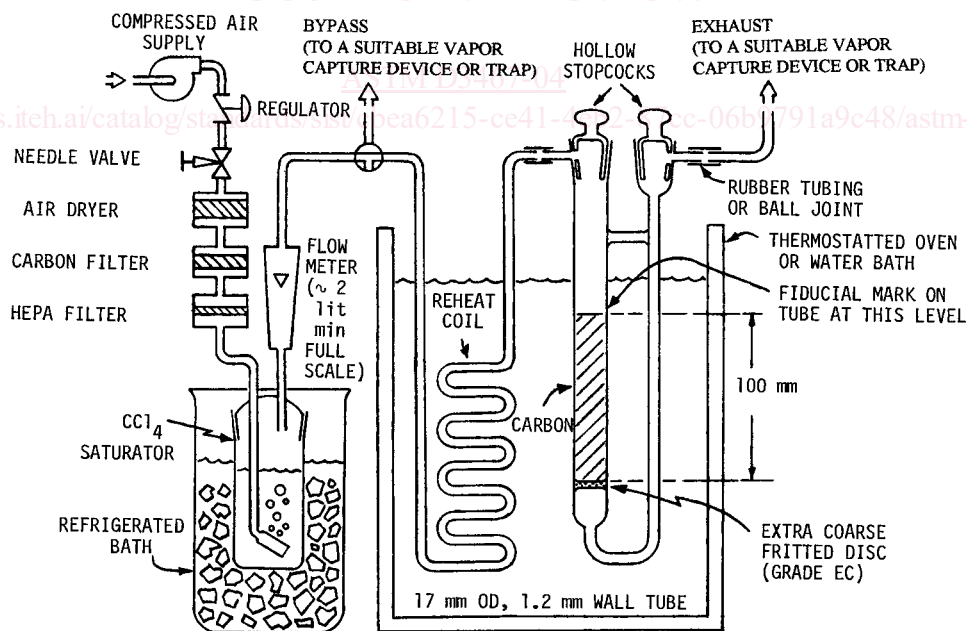 COMPRESSED AIR
SUPPLY
BYPASS
(TO A SUITABLE VAPOR
CAPTURE DEVICE OR TRAP)
HOLLOW
STOPCOCKS
EXHAUST
(TO A SUITABLE VAPOR
CAPTURE DEVICE OR TRAP)
REGULATOR
NEEDLE VALVE
AIR DRYER
CARBON FILTER
HEPA FILTER
FLOW
METER
(~ 2
lit
min
FULL
SCALE)
CCl4
SATURATOR
REFRIGERATED
BATH
REHEAT
COIL
CARBON
RUBBER TUBING
OR BALL JOINT
THERMOSTATTED OVEN
OR WATER BATH
FIDUCIAL MARK ON
TUBE AT THIS LEVEL
100 mm
EXTRA COARSE
FRITTED DISC
(GRADE EC)
17 mm OD, 1.2 mm WALL TUBE